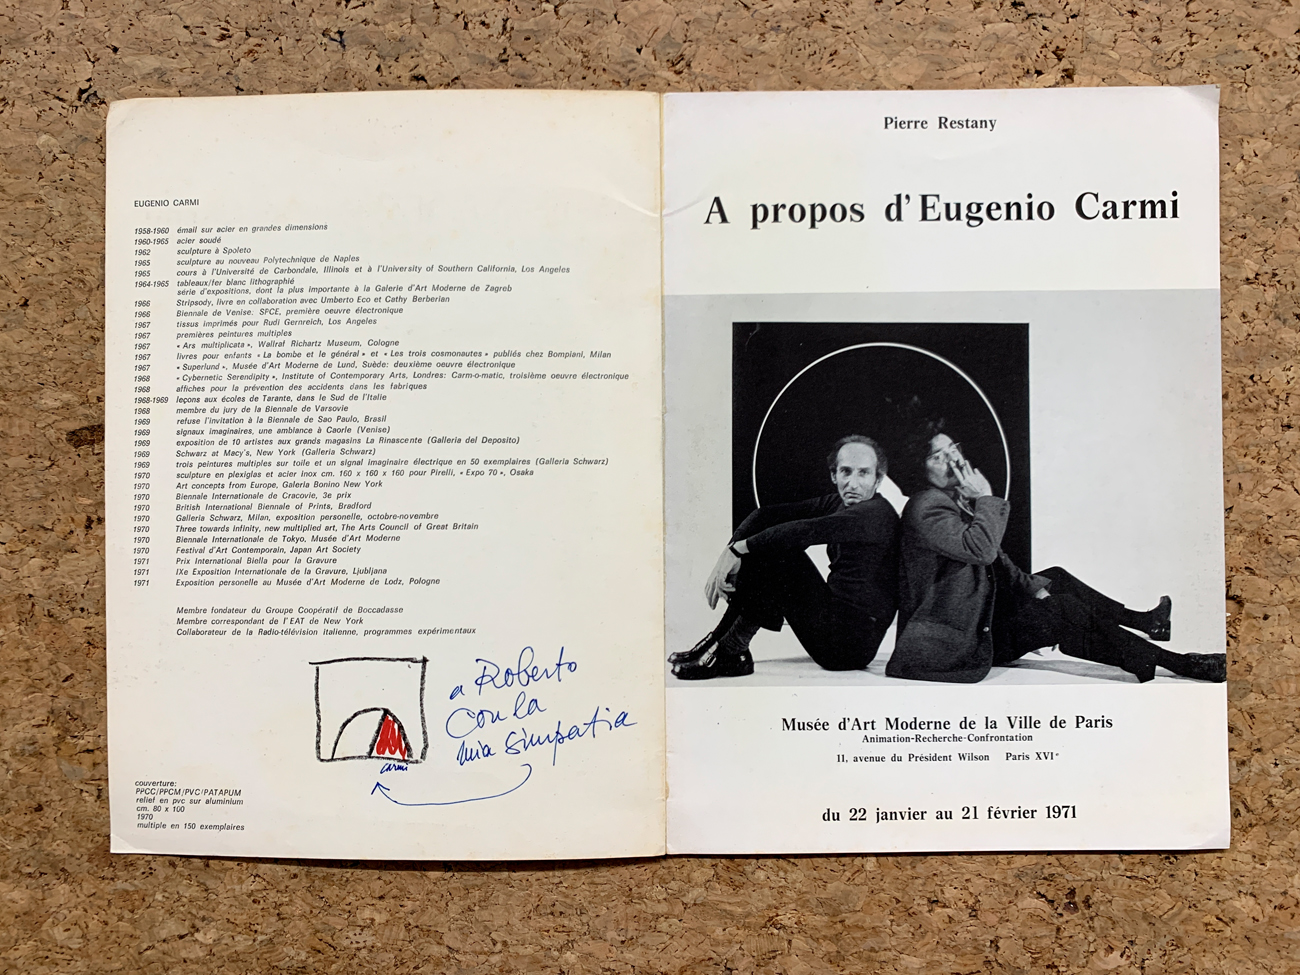 EUGENIO CARMI
1958-1960 émail sur acier en grandes dimensions
1960-1965 acier soudé
1962 sculpture à Spoleto
1965 sculpture au nouveau Polytechnique de Naples
1965 cours à l'Université de Carbondale, Illinois et à l'University of Southern California, Los Angeles
1964-1965 tableaux/fer blanc lithographié
série d'expositions, dont la plus importante à la Galerie d'Art Moderne de Zagreb
1966 Stripsody, livre en collaboration avec Umberto Eco et Cathy Berberian
1966 Biennale de Venise. SPCE, première oeuvre électronique
1967 tissus imprimés pour Rudi Gernreich, Los Angeles
1967 premières peintures multiples
1967 « Ars multiplicata », Wallraf Richartz Museum, Cologne
1967 livres pour enfants « La bombe et le général » et « Les trois cosmonautes » publiés chez Bompiani, Milan
1967 « Superlund », Musée d'Art Moderne de Lund, Suède: deuxième oeuvre électronique
1968 « Cybernetic Serendipity », Institute of Contemporary Arts, Londres: Carm-o-matic, troisième oeuvre électronique
1968 affiches pour la prévention des accidents dans les fabriques
1968-1969 leçons aux écoles de Tarante, dans le Sud de l'Italie
1968 membre du jury de la Biennale de Varsovie
1969 refuse l'invitation à la Biennale de Sao Paulo, Brasil
1969 signaux imaginaires, une ambiance à Caorle (Venise)
1969 exposition de 10 artistes aux grands magasins La Rinascente (Galleria del Deposito)
1969 Schwarz at Macy's, New York (Galleria Schwarz)
1969 trois peintures multiples sur toile et un signal imaginaire électrique en 50 exemplaires (Galleria Schwarz)
1970 sculpture en plexiglas et acier inox cm. 160 x 160 x 160 pour Pirelli, « Expo 70 », Osaka
1970 Art concepts from Europe, Galeria Bonino New York
1970 Biennale Internationale de Cracovie, 3e prix
1970 British International Biennale of Prints, Bradford
1970 Galleria Schwarz, Milan, exposition personelle, octobre-novembre
1970 Three towards infinity, new multiplied art, The Arts Council of Great Britain
1970 Biennale Internationale de Tokyo, Musée d'Art Moderne
1970 Festival d'Art Contemporain, Japan Art Society
1971 Prix International Biella pour la Gravure
1971 IXe Exposition Internationale de la Gravure, Ljubljana
1971 Exposition personelle au Musée d'Art Moderne de Lodz, Pologne
Membre fondateur du Groupe Coopératif de Boccadasse
Membre correspondant de l'EAT de New York
Collaborateur de la Radio-télévision Italienne, programmes expérimentaux
a Roberto
con la
mia simpatia
carmi
couverture:
PPCC/PPCM/PVC/PATAPUM
relief en pvc sur aluminium
cm. 80 x 100
1970
multiple en 150 exemplaires
Pierre Restany
A propos d'Eugenio Carmi
Musée d'Art Moderne de la Ville de Paris
Animation-Recherche-Confrontation
11, avenue du Président Wilson Paris XVIe
du 22 janvier au 21 février 1971